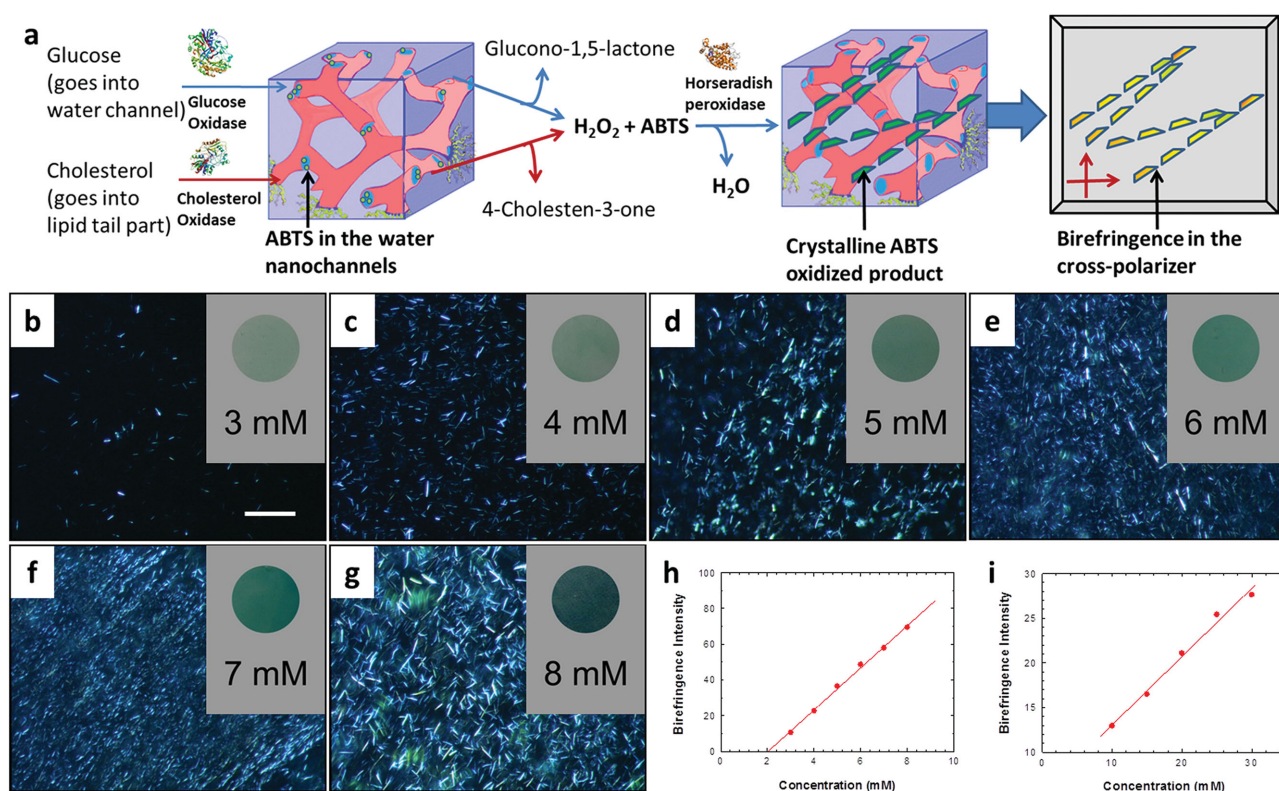 a
Glucose
(goes into
water channel)
Glucose
Oxidase
Cholesterol
(goes into
lipid tail part)
Cholesterol
Oxidase
ABTS in the water
nanochannels
Glucono-1,5-lactone
H₂O₂ + ABTS
4-Cholesten-3-one
Horseradish
peroxidase
H₂O
Crystalline ABTS
oxidized product
Birefringence in the
cross-polarizer
b
3 mM
c
4 mM
d
5 mM
e
6 mM
f
7 mM
g
8 mM
h
Birefringence Intensity
100
80
60
40
20
0
0 2 4 6 8 10
Concentration (mM)
i
Birefringence Intensity
30
25
20
15
10
0 10 20 30
Concentration (mM)